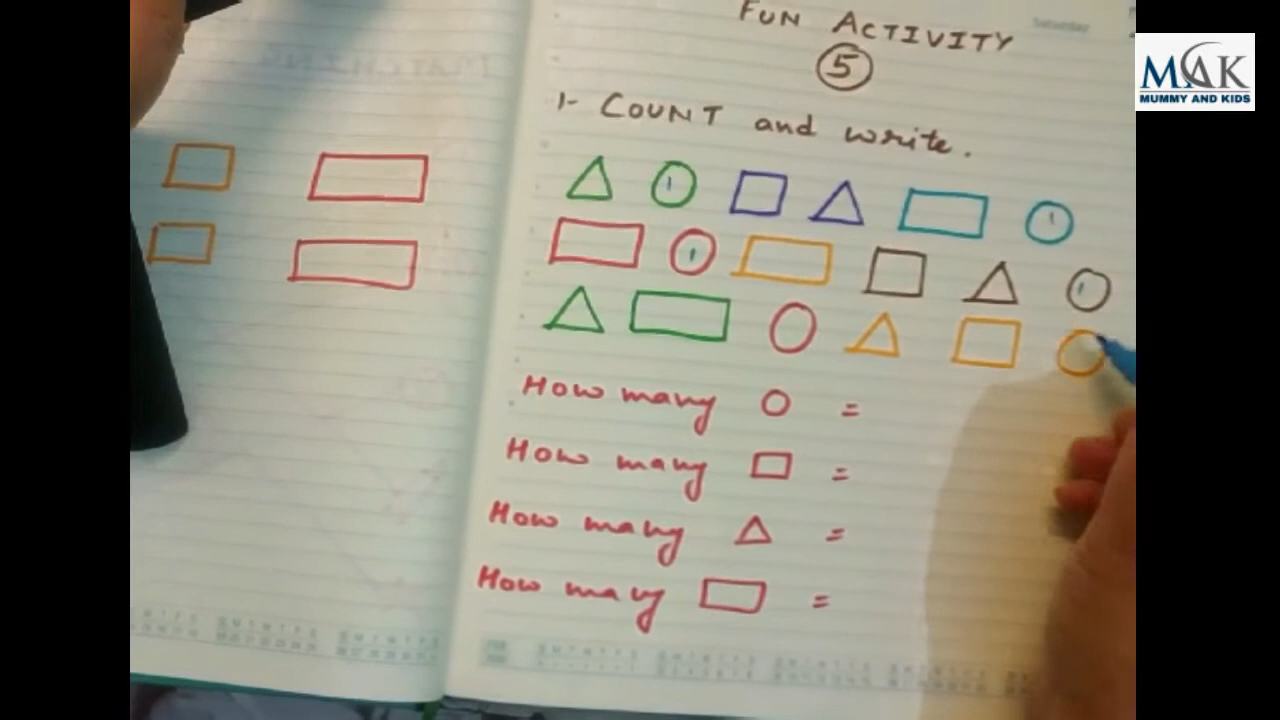 FUN ACTIVITY
5
1- COUNT and write.
How many =
How many =
How many =
How many =
Saturday
MAK
MUMMY AND KIDS